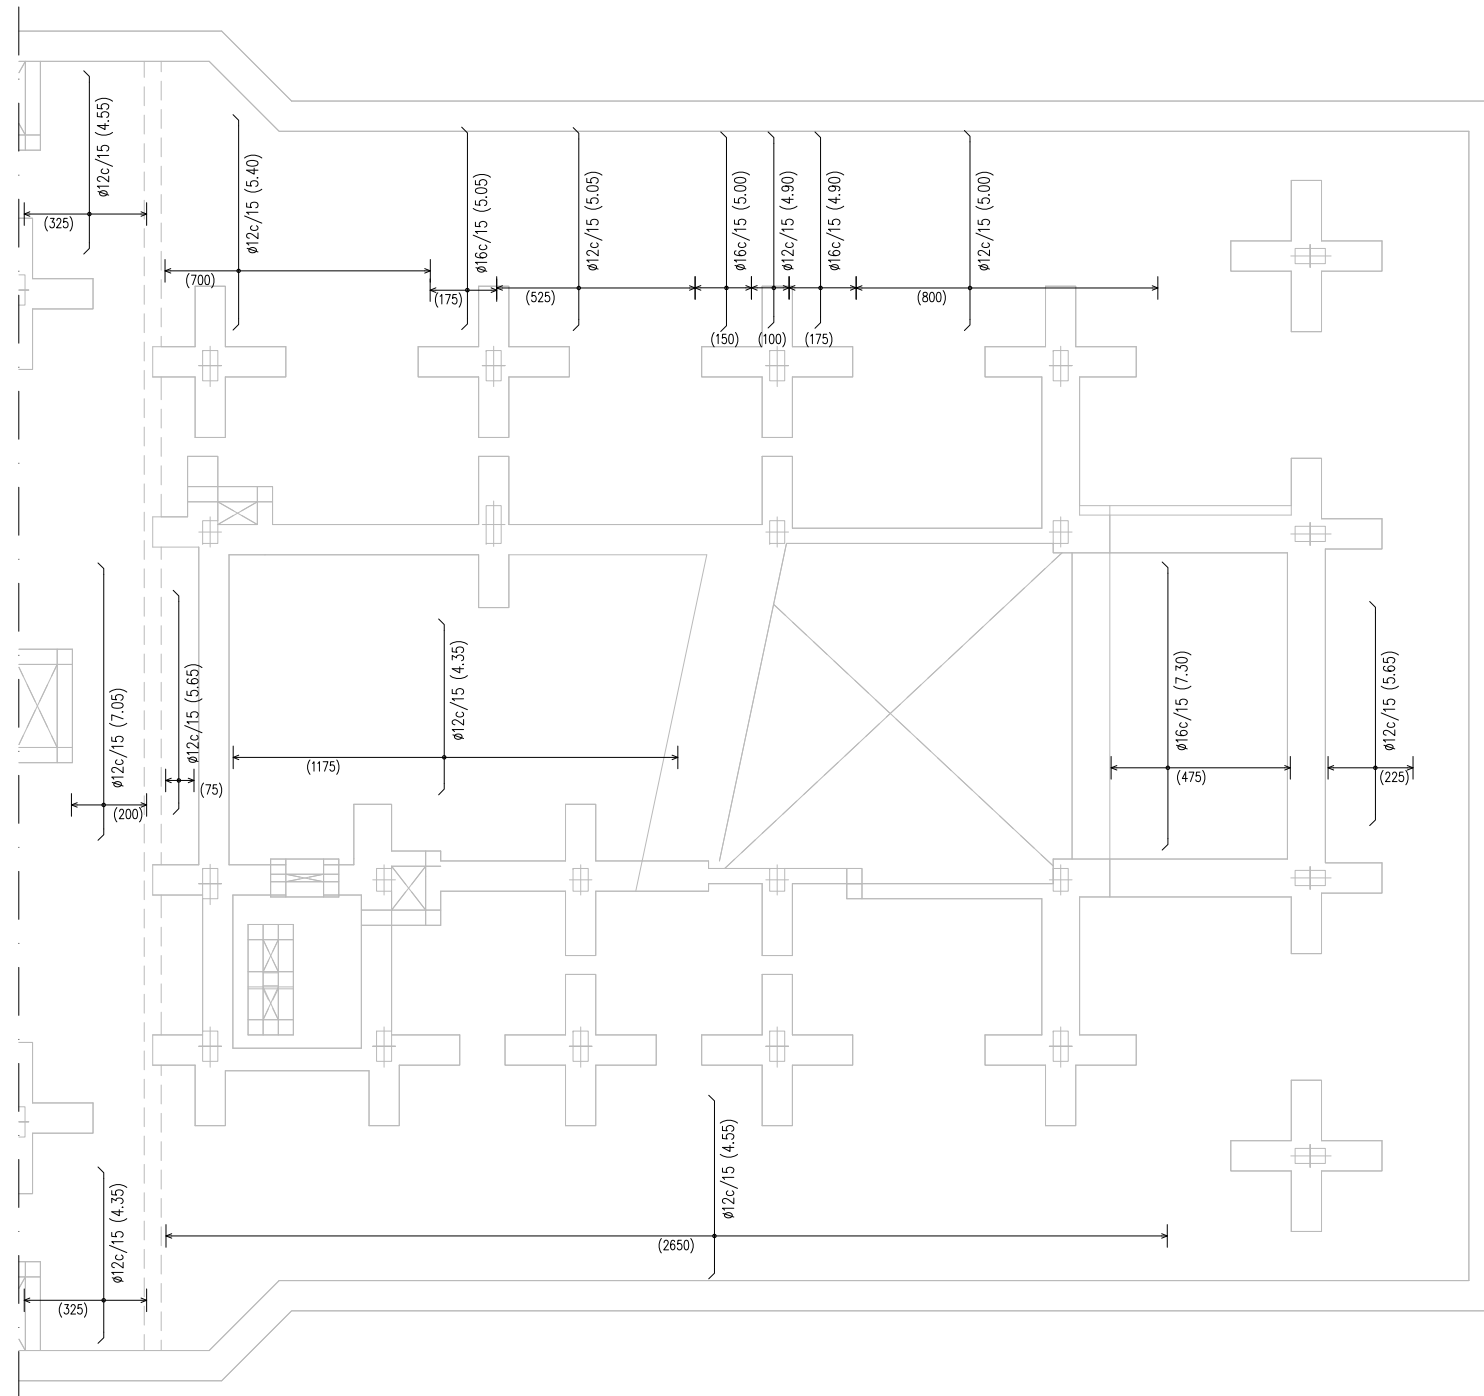 ø12c/15 (4.55)
(325)
ø12c/15 (5.40)
(700)
ø16c/15 (5.05)
(175)
ø12c/15 (5.05)
(525)
ø16c/15 (5.00)
(150)
ø12c/15 (4.90)
(100)
ø16c/15 (4.90)
(175)
ø12c/15 (5.00)
(800)
ø12c/15 (7.05)
(200)
ø12c/15 (5.65)
(75)
ø12c/15 (4.35)
(1175)
ø16c/15 (7.30)
(475)
ø12c/15 (5.65)
(225)
ø12c/15 (4.35)
(325)
ø12c/15 (4.55)
(2650)